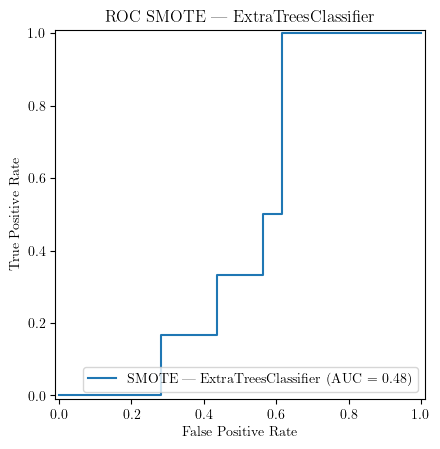 ROC SMOTE — ExtraTreesClassifier
1.0
0.8
0.6
0.4
0.2
0.0
True Positive Rate
SMOTE — ExtraTreesClassifier (AUC = 0.48)
0.0 0.2 0.4 0.6 0.8 1.0
False Positive Rate